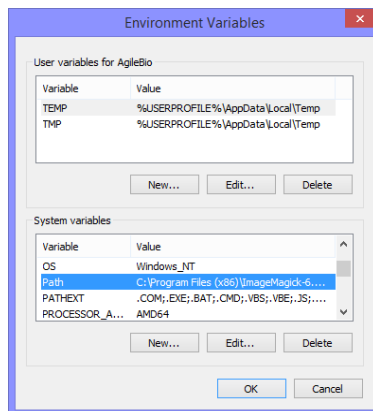 Environment Variables
User variables for AgileBio
Variable Value
TEMP %USERPROFILE%\AppData\Local\Temp
TMP %USERPROFILE%\AppData\Local\Temp
New... Edit... Delete
System variables
Variable Value
OS Windows_NT
Path C:\Program Files (x86)\ImageMagick-6....
PATHEXT .COM;.EXE;.BAT;.CMD;.VBS;.VBE;.JS;....
PROCESSOR_A... AMD64
New... Edit... Delete
OK Cancel